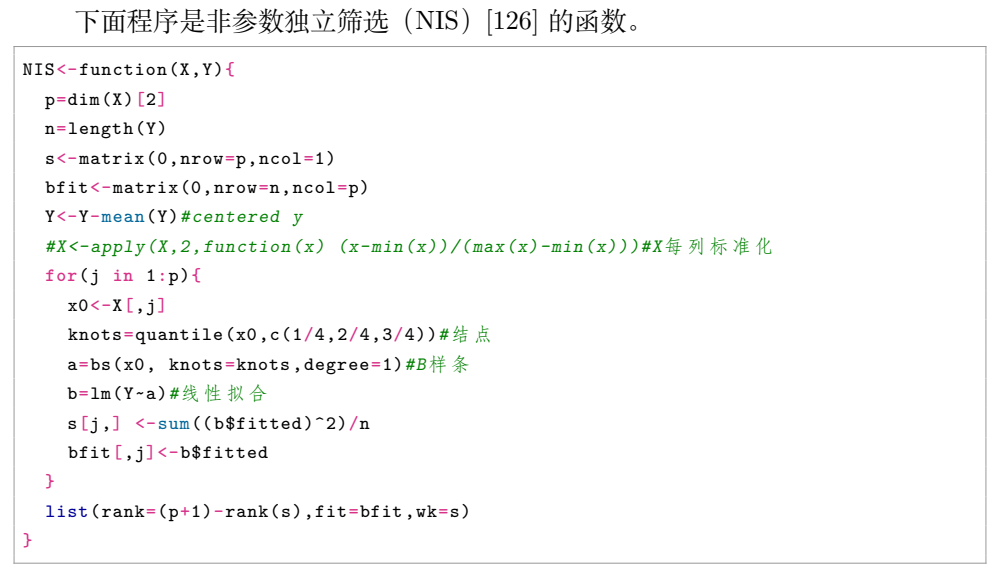 下面程序是非参数独立筛选（NIS）[126] 的函数。
NIS<-function(X,Y){
  p=dim(X)[2]
  n=length(Y)
  s<-matrix(0,nrow=p,ncol=1)
  bfit<-matrix(0,nrow=n,ncol=p)
  Y<-Y-mean(Y)#centered y
  #X<-apply(X,2,function(x) (x-min(x))/(max(x)-min(x)))#X每列标准化
  for(j in 1:p){
    x0<-X[,j]
    knots=quantile(x0,c(1/4,2/4,3/4))#结点
    a=bs(x0, knots=knots,degree=1)#B样条
    b=lm(Y~a)#线性拟合
    s[j,] <-sum((b$fitted)^2)/n
    bfit[,j]<-b$fitted
  }
  list(rank=(p+1)-rank(s),fit=bfit,wk=s)
}